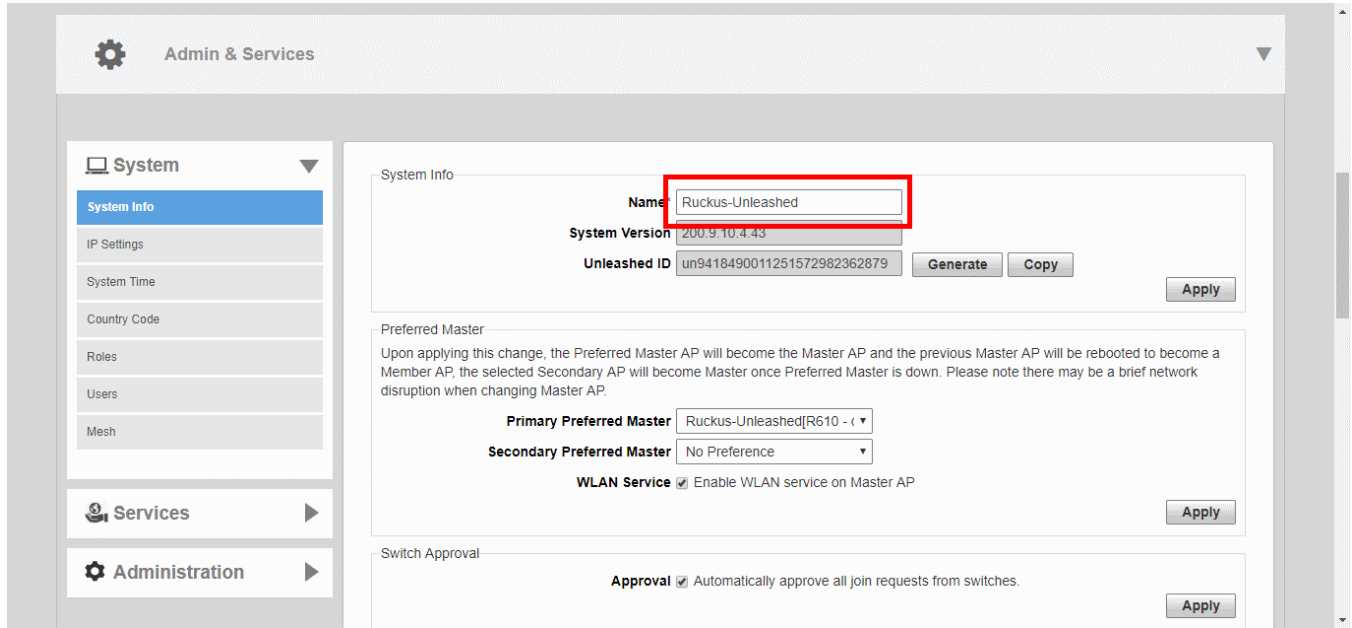 Admin & Services
System
System Info
IP Settings
System Time
Country Code
Roles
Users
Mesh
Services
Administration
System Info
Name* Ruckus-Unleashed
System Version 200.9.10.4.43
Unleashed ID un9418490011251572982362879 Generate Copy
Apply
Preferred Master
Upon applying this change, the Preferred Master AP will become the Master AP and the previous Master AP will be rebooted to become a
Member AP, the selected Secondary AP will become Master once Preferred Master is down. Please note there may be a brief network
disruption when changing Master AP.
Primary Preferred Master Ruckus-Unleashed[R610 - (
Secondary Preferred Master No Preference
WLAN Service Enable WLAN service on Master AP
Apply
Switch Approval
Approval Automatically approve all join requests from switches.
Apply